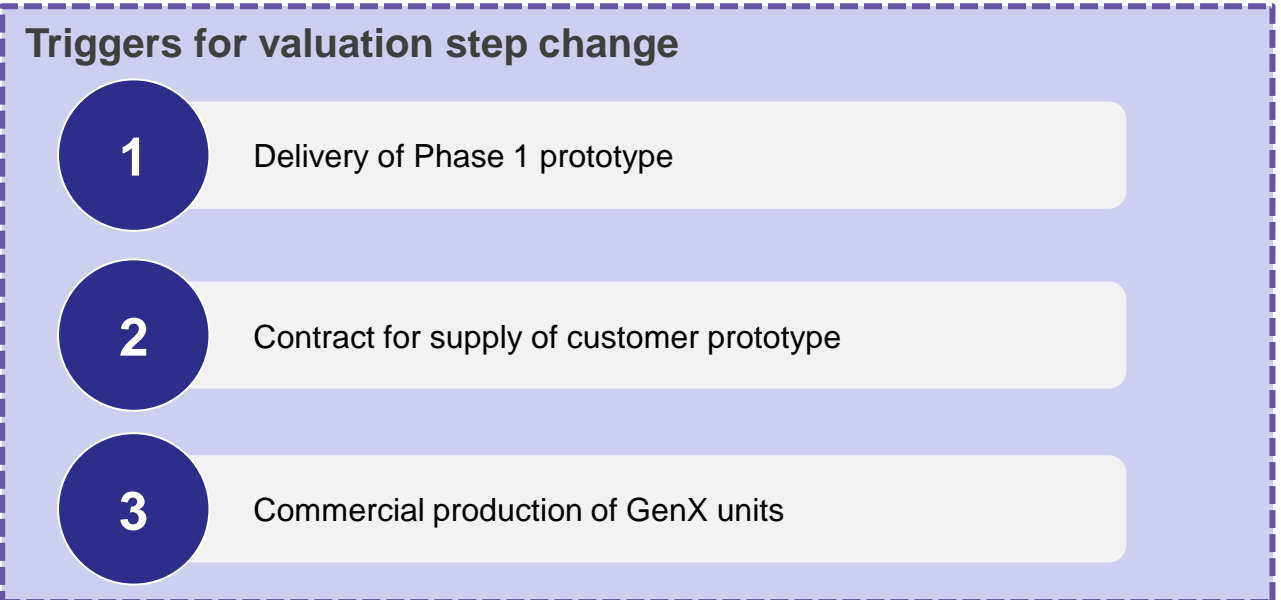 Triggers for valuation step change
1
Delivery of Phase 1 prototype
2
Contract for supply of customer prototype
3
Commercial production of GenX units